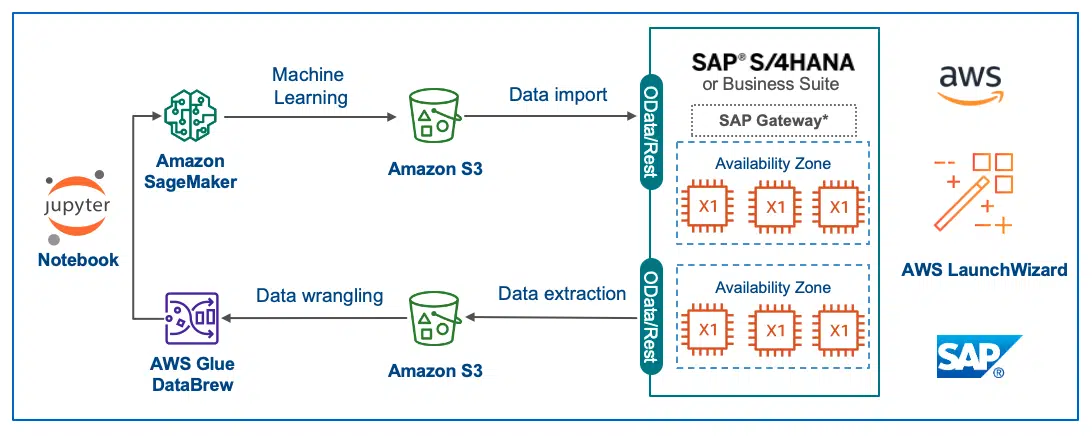 Machine
Learning
Amazon
SageMaker
Amazon S3
Data import
OData/Rest
SAP® S/4HANA
or Business Suite
SAP Gateway*
Availability Zone
X1
X1
X1
aws
jupyter
Notebook
AWS LaunchWizard
Data wrangling
Data extraction
OData/Rest
Availability Zone
X1
X1
X1
AWS Glue
DataBrew
Amazon S3
SAP®